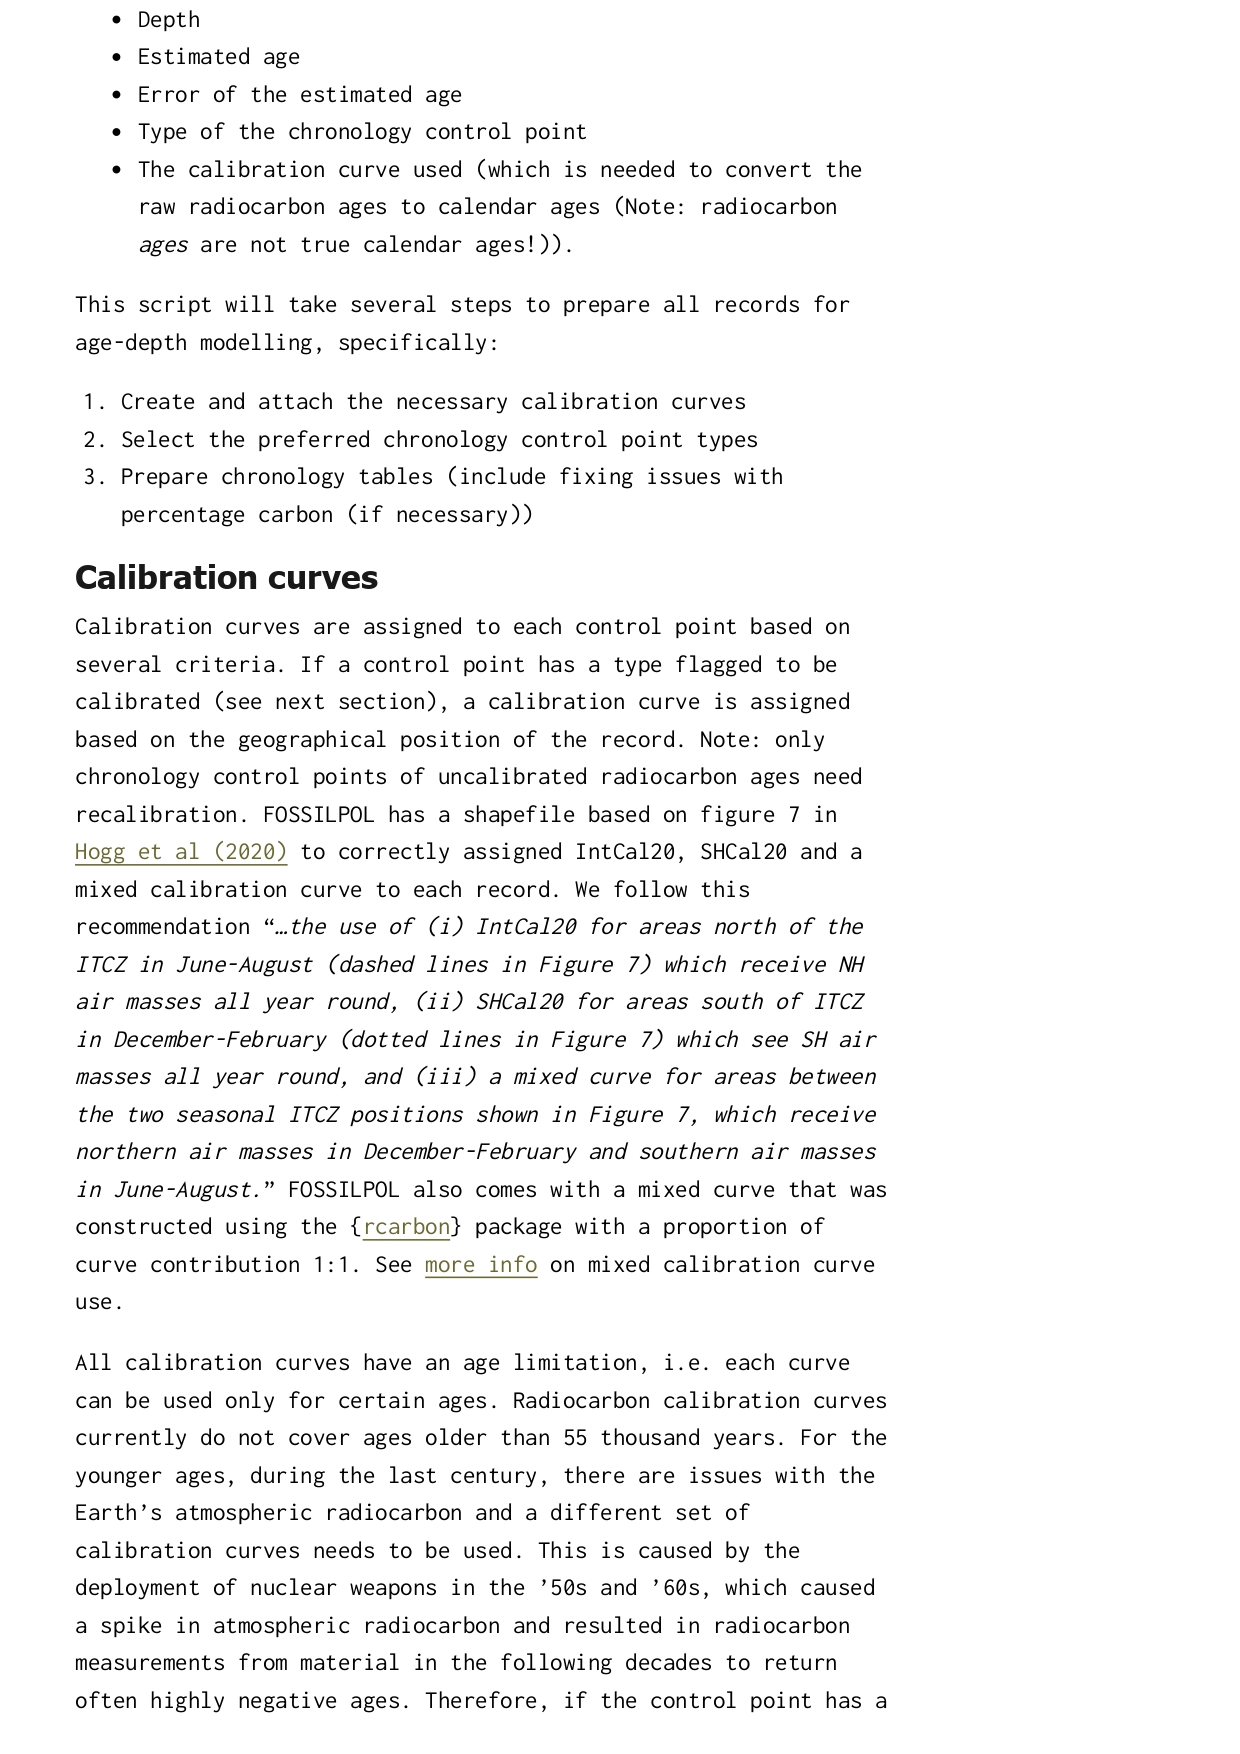 • Depth
• Estimated age
• Error of the estimated age
• Type of the chronology control point
• The calibration curve used (which is needed to convert the
raw radiocarbon ages to calendar ages (Note: radiocarbon
ages are not true calendar ages!)).
This script will take several steps to prepare all records for
age-depth modelling, specifically:
1. Create and attach the necessary calibration curves
2. Select the preferred chronology control point types
3. Prepare chronology tables (include fixing issues with
percentage carbon (if necessary))
Calibration curves
Calibration curves are assigned to each control point based on
several criteria. If a control point has a type flagged to be
calibrated (see next section), a calibration curve is assigned
based on the geographical position of the record. Note: only
chronology control points of uncalibrated radiocarbon ages need
recalibration. FOSSILPOL has a shapefile based on figure 7 in
Hogg et al (2020) to correctly assigned IntCal20, SHCal20 and a
mixed calibration curve to each record. We follow this
recommendation “…the use of (i) IntCal20 for areas north of the
ITCZ in June-August (dashed lines in Figure 7) which receive NH
air masses all year round, (ii) SHCal20 for areas south of ITCZ
in December-February (dotted lines in Figure 7) which see SH air
masses all year round, and (iii) a mixed curve for areas between
the two seasonal ITCZ positions shown in Figure 7, which receive
northern air masses in December-February and southern air masses
in June-August.” FOSSILPOL also comes with a mixed curve that was
constructed using the {rcarbon} package with a proportion of
curve contribution 1:1. See more info on mixed calibration curve
use.
All calibration curves have an age limitation, i.e. each curve
can be used only for certain ages. Radiocarbon calibration curves
currently do not cover ages older than 55 thousand years. For the
younger ages, during the last century, there are issues with the
Earth’s atmospheric radiocarbon and a different set of
calibration curves needs to be used. This is caused by the
deployment of nuclear weapons in the ’50s and ’60s, which caused
a spike in atmospheric radiocarbon and resulted in radiocarbon
measurements from material in the following decades to return
often highly negative ages. Therefore, if the control point has a